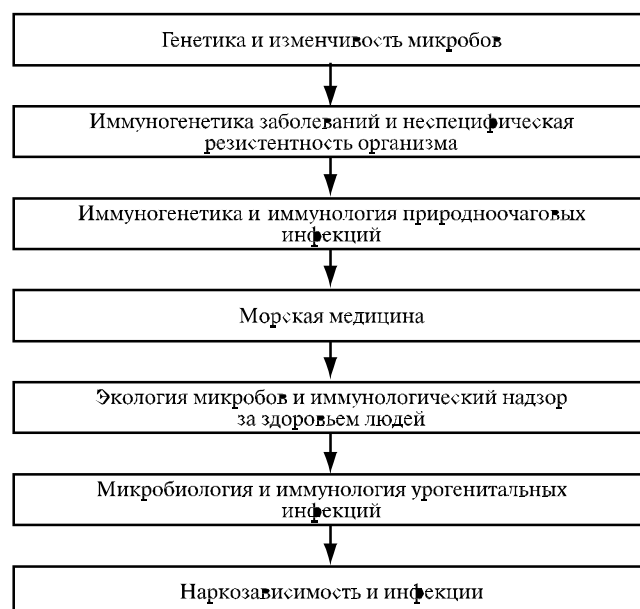 Генетика и изменчивость микробов
Иммуногенетика заболеваний и неспецифическая
резистентность организма
Иммуногенетика и иммунология природноочаговых
инфекций
Морская медицина
Экология микробов и иммунологический надзор
за здоровьем людей
Микробиология и иммунология урогенитальных
инфекций
Наркозависимость и инфекции